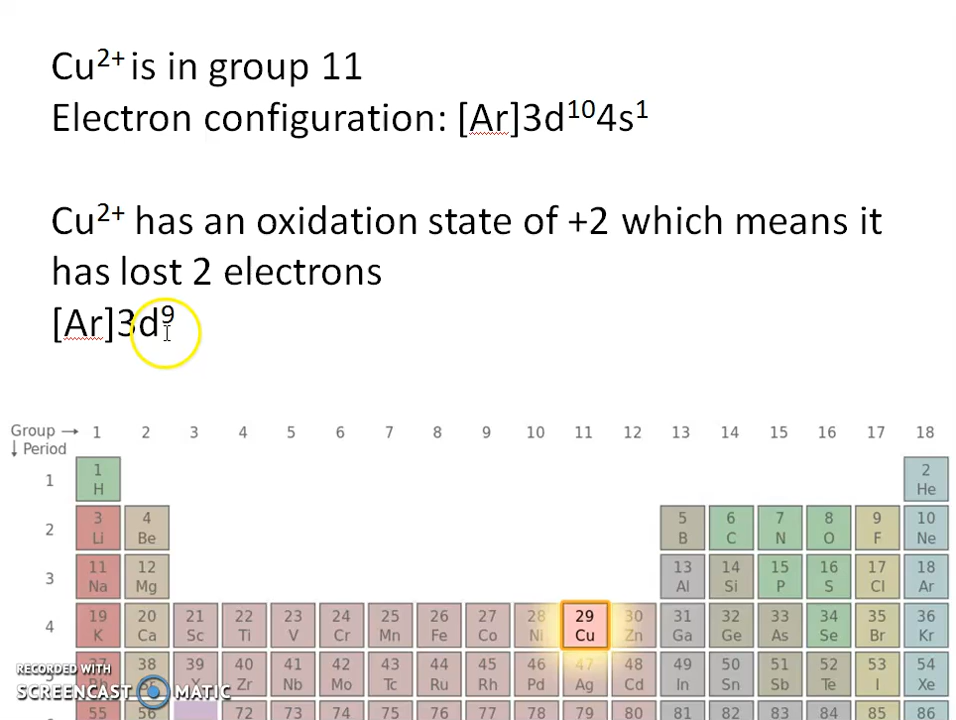 Cu²⁺ is in group 11
Electron configuration: [Ar]3d¹⁰4s¹
Cu²⁺ has an oxidation state of +2 which means it
has lost 2 electrons
[Ar]3d⁹
Group → 1 2 3 4 5 6 7 8 9 10 11 12 13 14 15 16 17 18
↓ Period
1 1 2
H He
2 3 4 5 6 7 8 9 10
Li Be B C N O F Ne
3 11 12 13 14 15 16 17 18
Na Mg Al Si P S Cl Ar
4 19 20 21 22 23 24 25 26 27 28 29 30 31 32 33 34 35 36
K Ca Sc Ti V Cr Mn Fe Co Ni Cu Zn Ga Ge As Se Br Kr
37 38 39 40 41 42 43 44 45 46 47 48 49 50 51 52 53 54
Rb Sr Y Zr Nb Mo Tc Ru Rh Pd Ag Cd In Sn Sb Te I Xe
55 56 72 73 74 75 76 77 78 79 80 81 82 83 84 85 86
RECORDED WITH
SCREENCAST MATIC